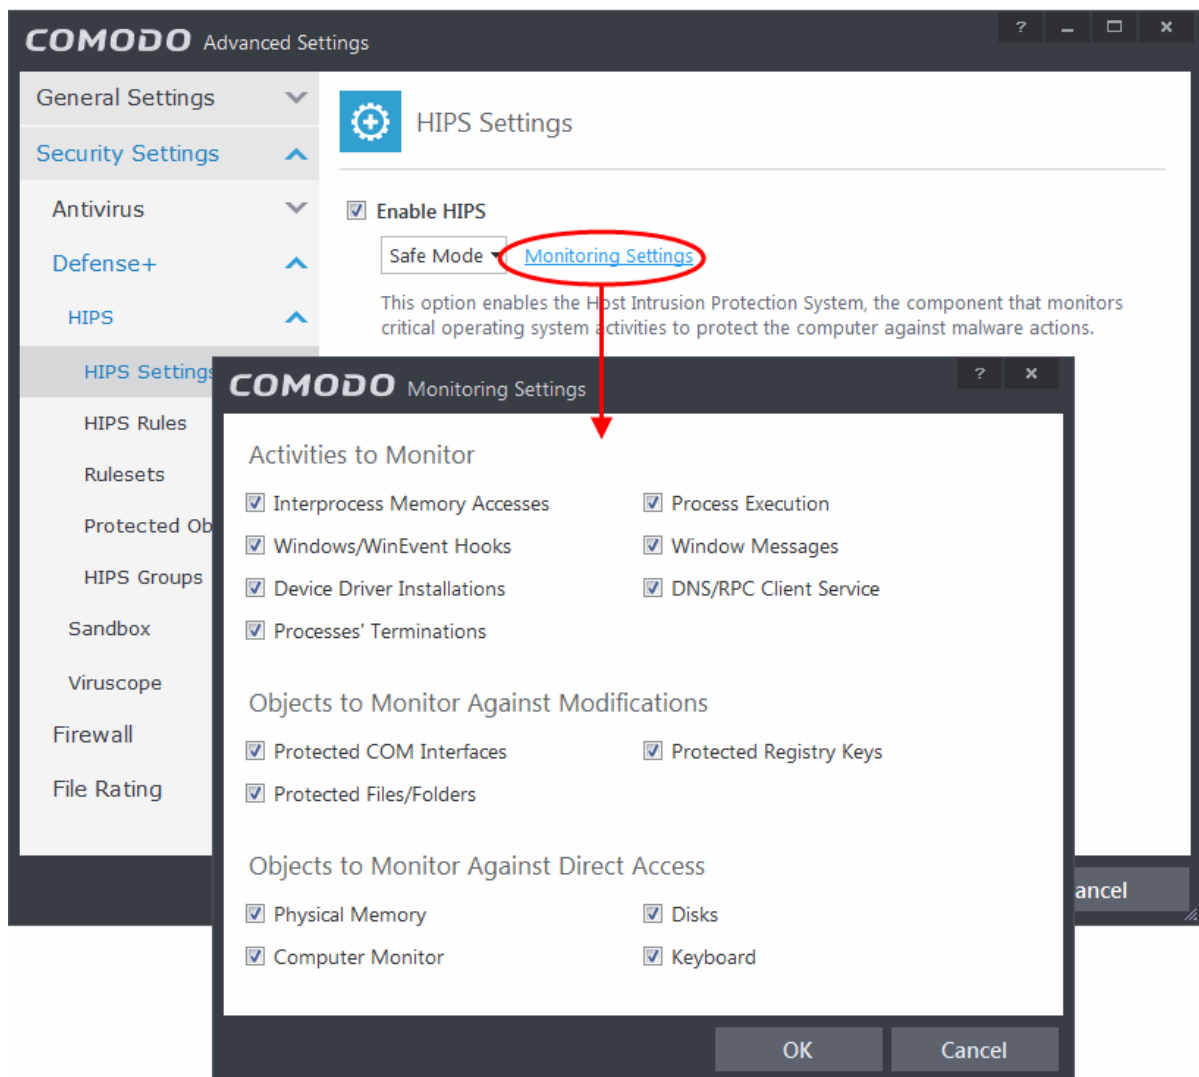 COMODO Advanced Settings
General Settings
Security Settings
Antivirus
Defense+
HIPS
HIPS Settings
HIPS Rules
Rulesets
Protected Ob
HIPS Groups
Sandbox
Viruscope
Firewall
File Rating
HIPS Settings
Enable HIPS
Safe Mode Monitoring Settings
This option enables the Host Intrusion Protection System, the component that monitors
critical operating system activities to protect the computer against malware actions.
COMODO Monitoring Settings
Activities to Monitor
Interprocess Memory Accesses Process Execution
Windows/WinEvent Hooks Window Messages
Device Driver Installations DNS/RPC Client Service
Processes' Terminations
Objects to Monitor Against Modifications
Protected COM Interfaces Protected Registry Keys
Protected Files/Folders
Objects to Monitor Against Direct Access
Physical Memory Disks
Computer Monitor Keyboard
OK Cancel
ancel